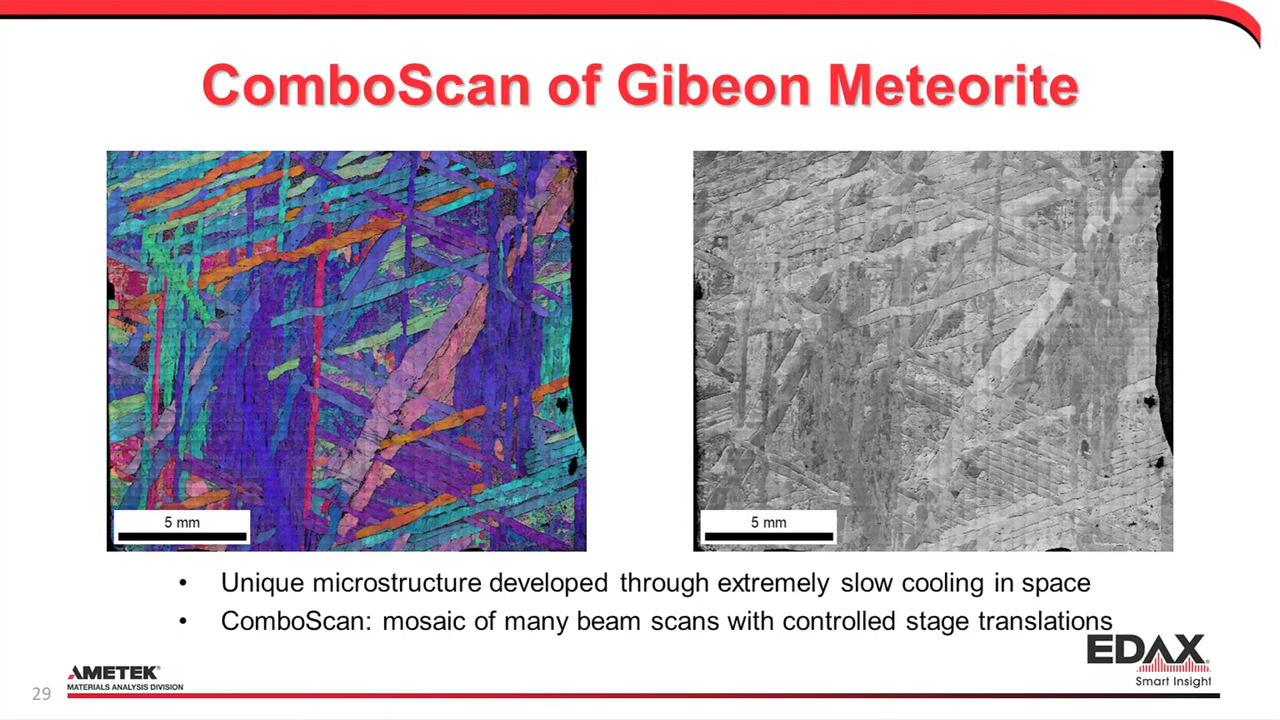 ComboScan of Gibeon Meteorite
5 mm
5 mm
• Unique microstructure developed through extremely slow cooling in space
• ComboScan: mosaic of many beam scans with controlled stage translations
29
AMETEK®
MATERIALS ANALYSIS DIVISION
EDAX®
Smart Insight